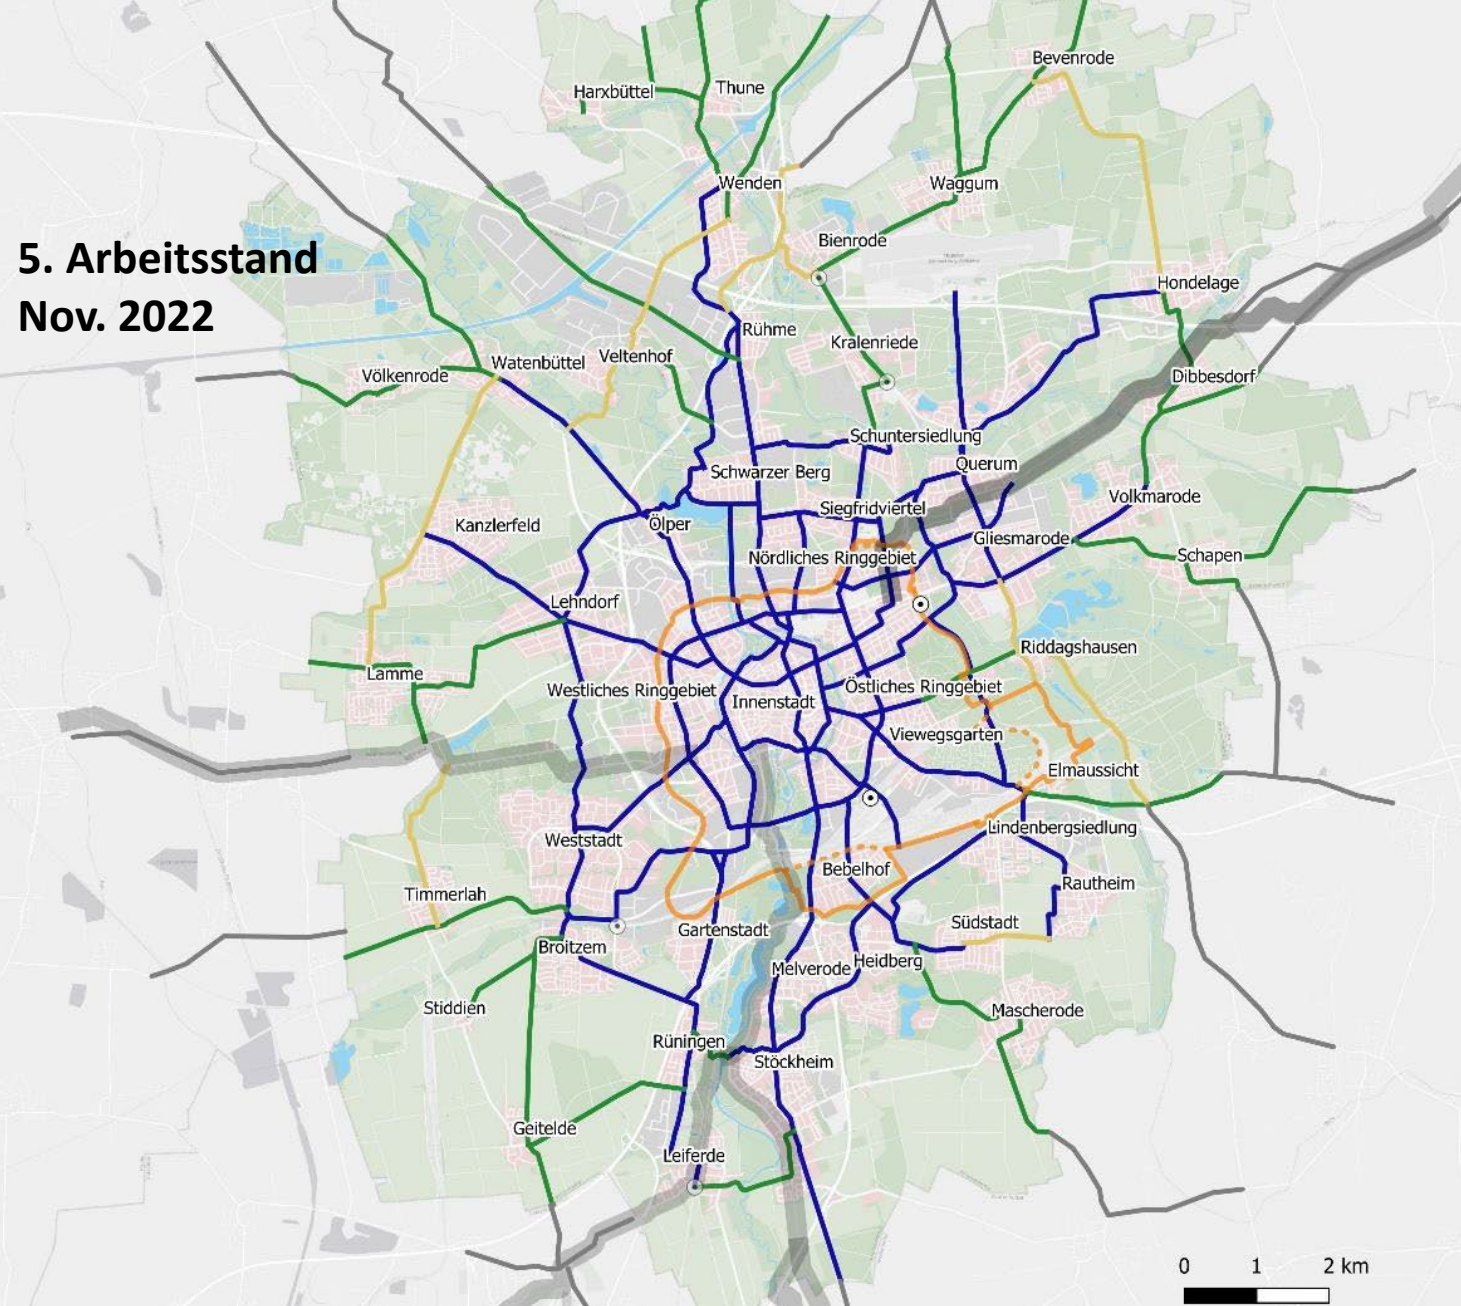 Bevenrode
Harxbüttel
Thune
Wenden
Waggum
Bienrode
5. Arbeitsstand
Nov. 2022
Hondelage
Rühme
Kralenriede
Watenbüttel
Veltenhof
Völkenrode
Dibbesdorf
Schuntersiedlung
Schwarzer Berg
Querum
Volkmarode
Siegfridviertel
Kanzlerfeld
Ölper
Gliesmarode
Nördliches Ringgebiet
Schapen
Lehndorf
Riddagshausen
Lamme
Westliches Ringgebiet
Östliches Ringgebiet
Innenstadt
Viewegsgarten
Elmaussicht
Lindenbergsiedlung
Weststadt
Bebelhof
Rautheim
Timmerlah
Südstadt
Gartenstadt
Broitzem
Heidberg
Melverode
Stiddien
Mascherode
Rüningen
Stöckheim
Geitelde
Leiferde
0 1 2 km